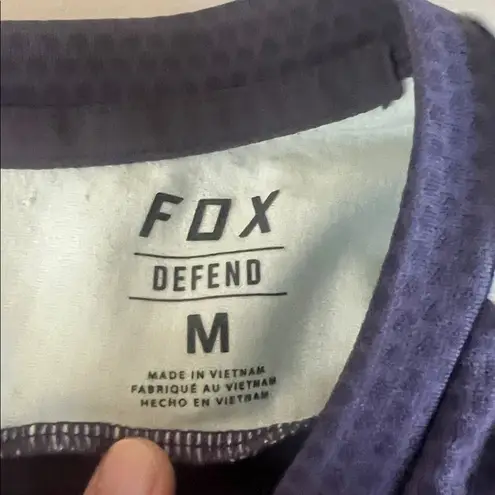 FOX
DEFEND
M
MADE IN VIETNAM
FABRIQUÉ AU VIETNAM
HECHO EN VIETNAM